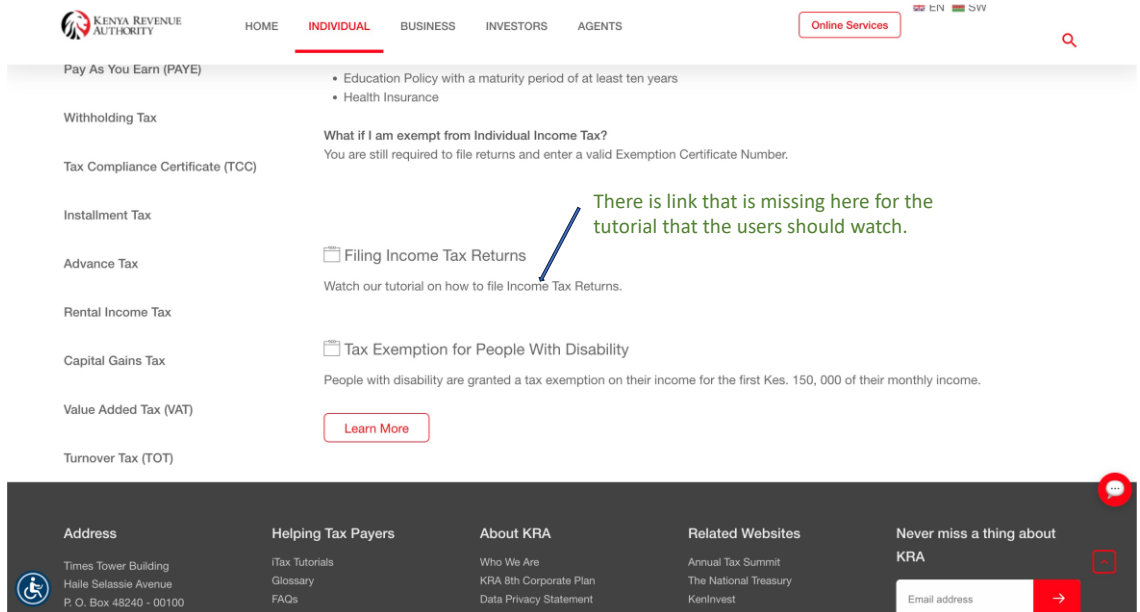 KENYA REVENUE
AUTHORITY
HOME
INDIVIDUAL
BUSINESS
INVESTORS
AGENTS
Online Services
EN
SW
Pay As You Earn (PAYE)
Withholding Tax
Tax Compliance Certificate (TCC)
Installment Tax
Advance Tax
Rental Income Tax
Capital Gains Tax
Value Added Tax (VAT)
Turnover Tax (TOT)
• Education Policy with a maturity period of at least ten years
• Health Insurance
What if I am exempt from Individual Income Tax?
You are still required to file returns and enter a valid Exemption Certificate Number.
There is link that is missing here for the
tutorial that the users should watch.
Filing Income Tax Returns
Watch our tutorial on how to file Income Tax Returns.
Tax Exemption for People With Disability
People with disability are granted a tax exemption on their income for the first Kes. 150, 000 of their monthly income.
Learn More
Address
Times Tower Building
Haile Selassie Avenue
P. O. Box 48240 - 00100
Helping Tax Payers
iTax Tutorials
Glossary
FAQs
About KRA
Who We Are
KRA 8th Corporate Plan
Data Privacy Statement
Related Websites
Annual Tax Summit
The National Treasury
KenInvest
Never miss a thing about
KRA
Email address